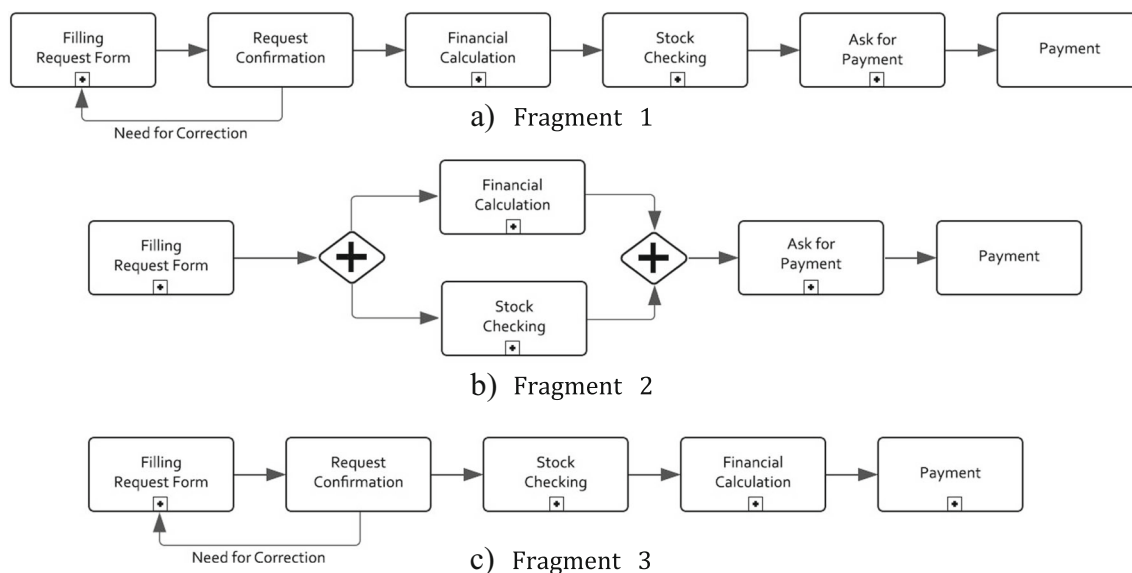 Filling
Request Form
Request
Confirmation
Financial
Calculation
Stock
Checking
Ask for
Payment
Payment
Need for Correction
a) Fragment 1
Financial
Calculation
Filling
Request Form
Ask for
Payment
Payment
Stock
Checking
b) Fragment 2
Filling
Request Form
Request
Confirmation
Stock
Checking
Financial
Calculation
Payment
Need for Correction
c) Fragment 3